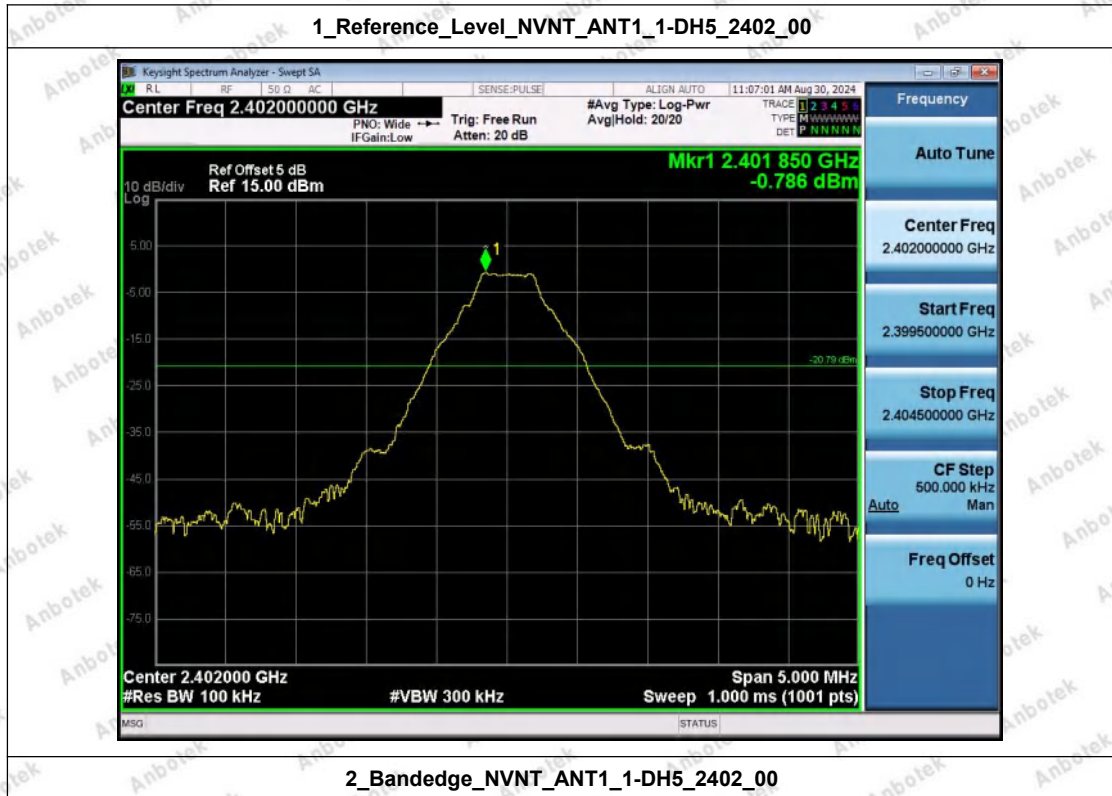 1_Reference_Level_NVNT_ANT1_1-DH5_2402_00
Keysight Spectrum Analyzer - Swept SA
LXI RL RF 50 Ω AC SENSE:PULSE ALIGN AUTO 11:07:01 AM Aug 30, 2024
Center Freq 2.402000000 GHz
PNO: Wide
IFGain:Low
Trig: Free Run
Atten: 20 dB
#Avg Type: Log-Pwr
Avg|Hold: 20/20
TRACE 1 2 3 4 5 6
TYPE M W W W W W
DET P N N N N N
Mkr1 2.401 850 GHz
-0.786 dBm
Ref Offset 5 dB
10 dB/div Ref 15.00 dBm
Log
5.00
1
-5.00
-15.0
-20.79 dBm
-25.0
-35.0
-45.0
-55.0
-65.0
-75.0
Center 2.402000 GHz Span 5.000 MHz
#Res BW 100 kHz #VBW 300 kHz Sweep 1.000 ms (1001 pts)
MSG STATUS
Frequency
Auto Tune
Center Freq
2.402000000 GHz
Start Freq
2.399500000 GHz
Stop Freq
2.404500000 GHz
CF Step
500.000 kHz
Auto Man
Freq Offset
0 Hz
2_Bandedge_NVNT_ANT1_1-DH5_2402_00
Anbotek